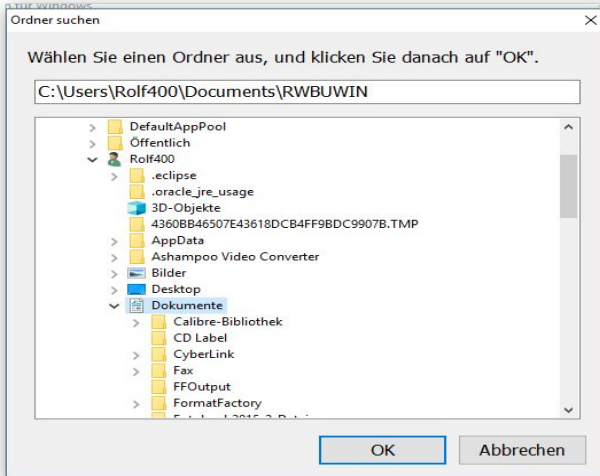 für Windows
Ordner suchen
Wählen Sie einen Ordner aus, und klicken Sie danach auf "OK".
C:\Users\Rolf400\Documents\RWBUWIN
DefaultAppPool
Öffentlich
Rolf400
.eclipse
.oracle_jre_usage
3D-Objekte
4360BB46507E43618DCB4FF9BDC9907B.TMP
AppData
Ashampoo Video Converter
Bilder
Desktop
Dokumente
Calibre-Bibliothek
CD Label
CyberLink
Fax
FFOutput
FormatFactory
OK
Abbrechen